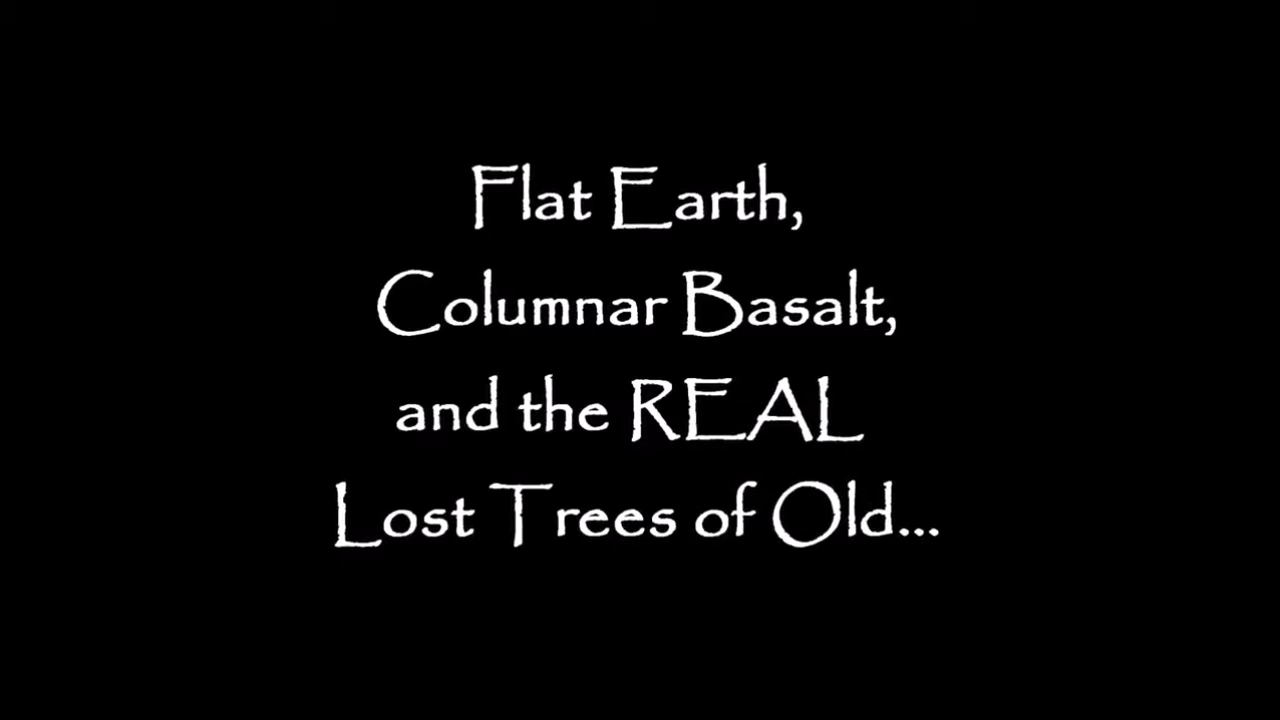 Flat Earth,
Columnar Basalt,
and the REAL
Lost Trees of Old...